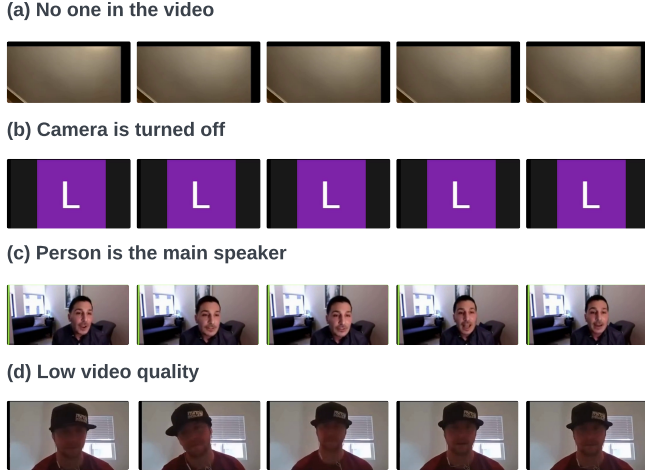 (a) No one in the video
(b) Camera is turned off
L L L L L
(c) Person is the main speaker
(d) Low video quality